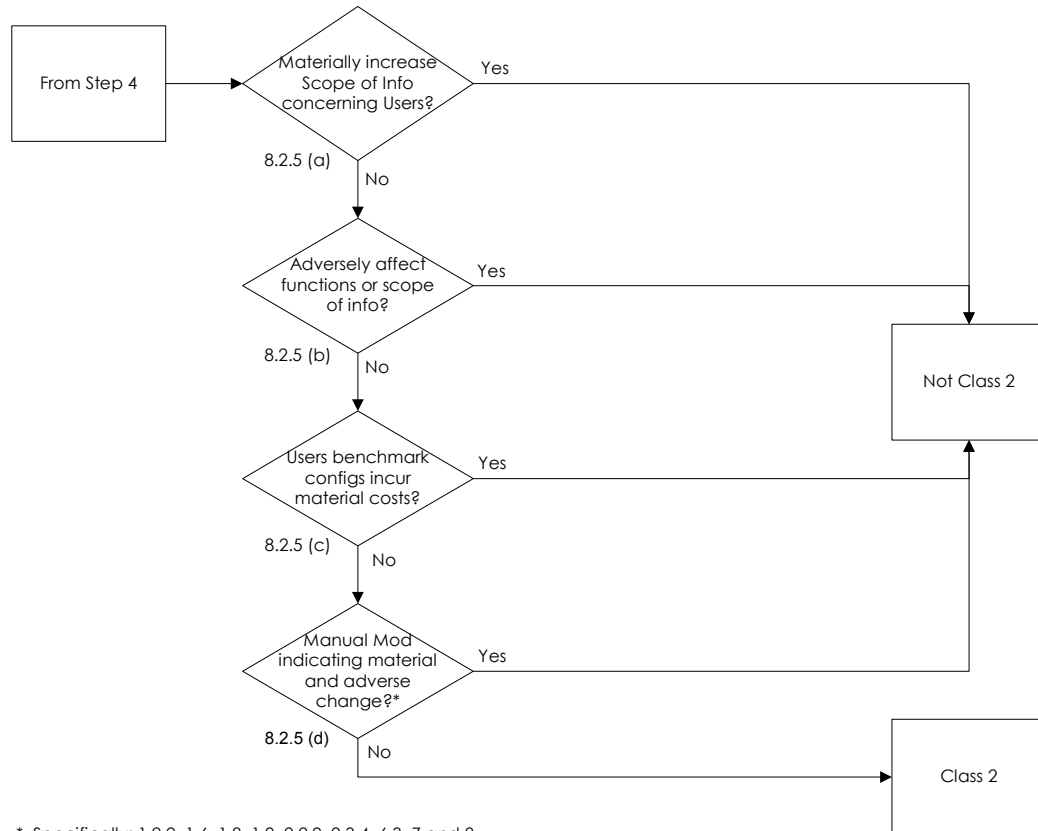 From Step 4
Materially increase
Scope of Info
concerning Users?
Yes
8.2.5 (a)
No
Adversely affect
functions or scope
of info?
Yes
8.2.5 (b)
No
Not Class 2
Users benchmark
configs incur
material costs?
Yes
8.2.5 (c)
No
Manual Mod
indicating material
and adverse
change?*
Yes
8.2.5 (d)
No
Class 2
* Specifically